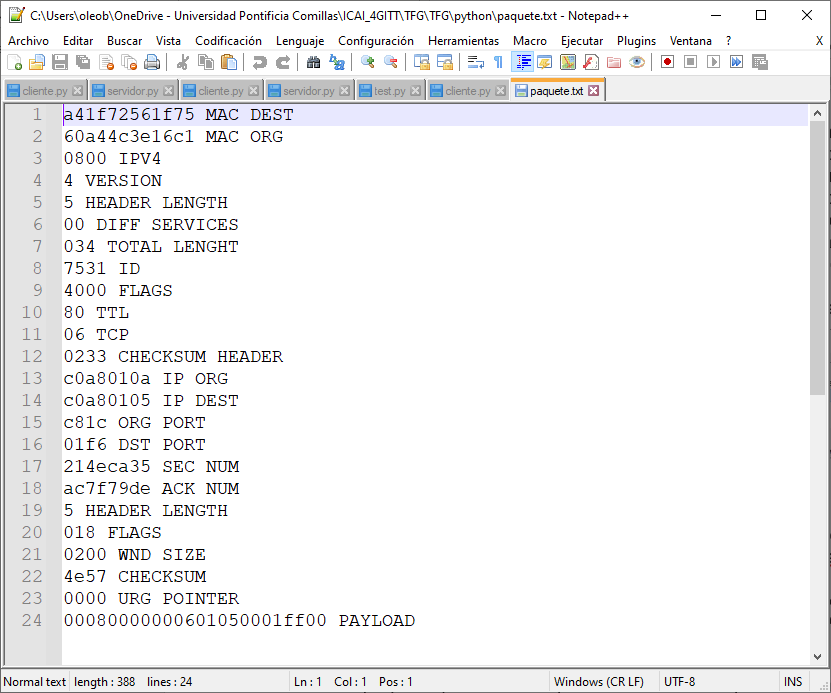 C:\Users\oleob\OneDrive - Universidad Pontificia Comillas\ICAI_4GITT\TFG\TFG\python\paquete.txt - Notepad++
Archivo Editar Buscar Vista Codificación Lenguaje Configuración Herramientas Macro Ejecutar Plugins Ventana ? X
cliente.py servidor.py cliente.py servidor.py test.py cliente.py paquete.txt
1 a41f72561f75 MAC DEST
2 60a44c3e16c1 MAC ORG
3 0800 IPV4
4 4 VERSION
5 5 HEADER LENGTH
6 00 DIFF SERVICES
7 034 TOTAL LENGHT
8 7531 ID
9 4000 FLAGS
10 80 TTL
11 06 TCP
12 0233 CHECKSUM HEADER
13 c0a8010a IP ORG
14 c0a80105 IP DEST
15 c81c ORG PORT
16 01f6 DST PORT
17 214eca35 SEC NUM
18 ac7f79de ACK NUM
19 5 HEADER LENGTH
20 018 FLAGS
21 0200 WND SIZE
22 4e57 CHECKSUM
23 0000 URG POINTER
24 00080000000601050001ff00 PAYLOAD
Normal text length : 388 lines : 24 Ln : 1 Col : 1 Pos : 1 Windows (CR LF) UTF-8 INS